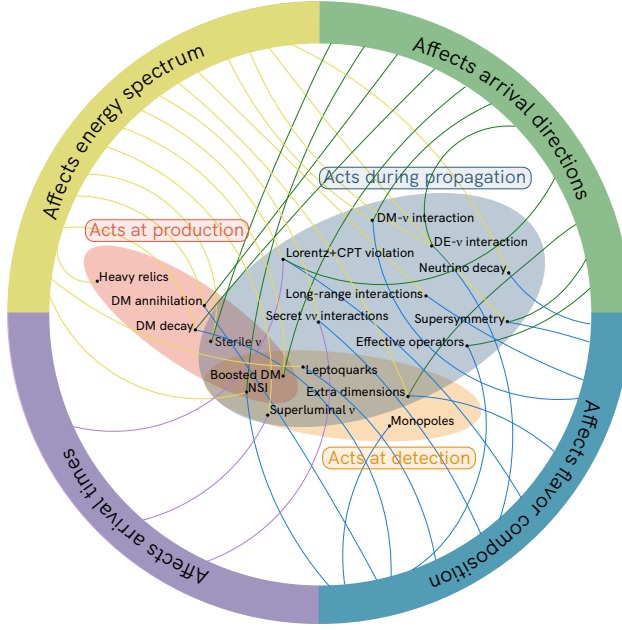 Affects energy spectrum
Affects arrival directions
Acts during propagation
DM-ν interaction
Acts at production
DE-ν interaction
Lorentz+CPT violation
Neutrino decay
Heavy relics
Long-range interactions
DM annihilation
Secret νν interactions
Supersymmetry
DM decay
Sterile ν
Effective operators
Leptoquarks
Boosted DM
NSI
Extra dimensions
Superluminal ν
Monopoles
Acts at detection
Affects arrival times
Affects flavor composition